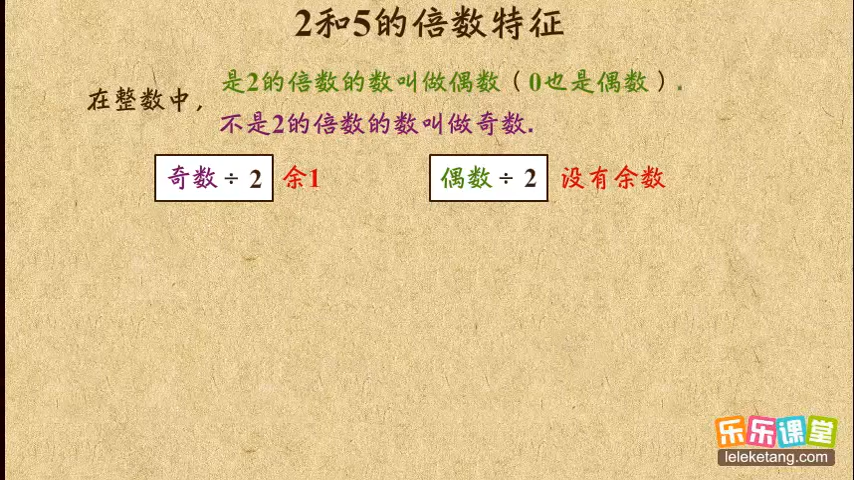 2和5的倍数特征
在整数中，
是2的倍数的数叫做偶数（0也是偶数）.
不是2的倍数的数叫做奇数.
奇数 ÷ 2 余1 偶数 ÷ 2 没有余数
乐乐课堂
leleketang.com